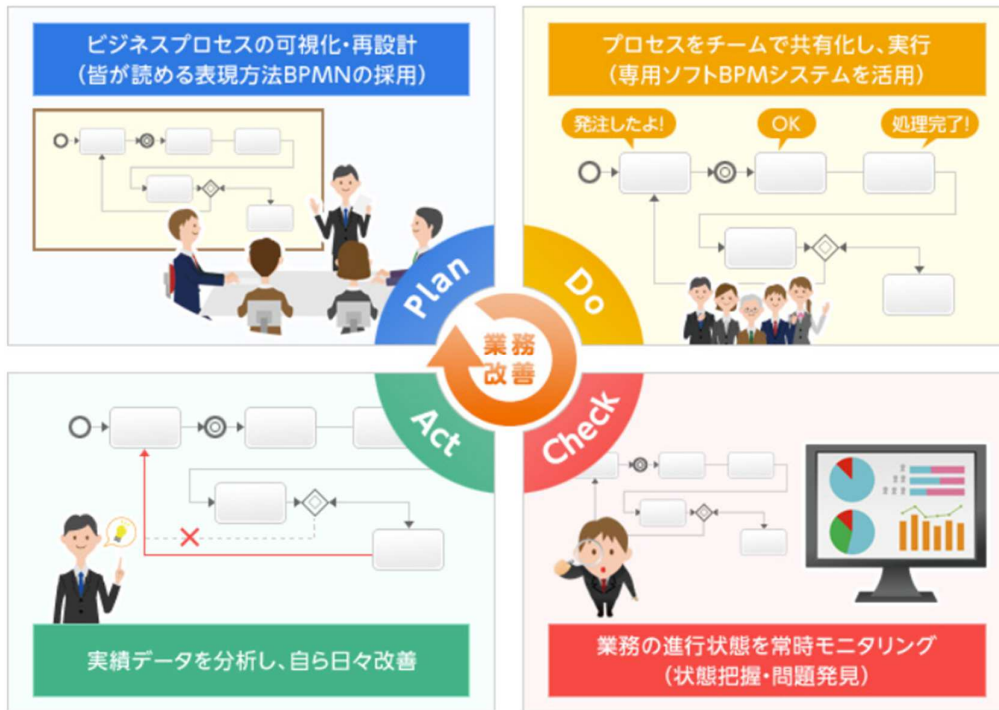 ビジネスプロセスの可視化・再設計
(皆が読める表現方法BPMNの採用)
プロセスをチームで共有化し、実行
(専用ソフトBPMシステムを活用)
発注したよ!
OK
処理完了!
Plan
Do
業務
改善
Act
Check
実績データを分析し、自ら日々改善
業務の進行状態を常時モニタリング
(状態把握・問題発見)